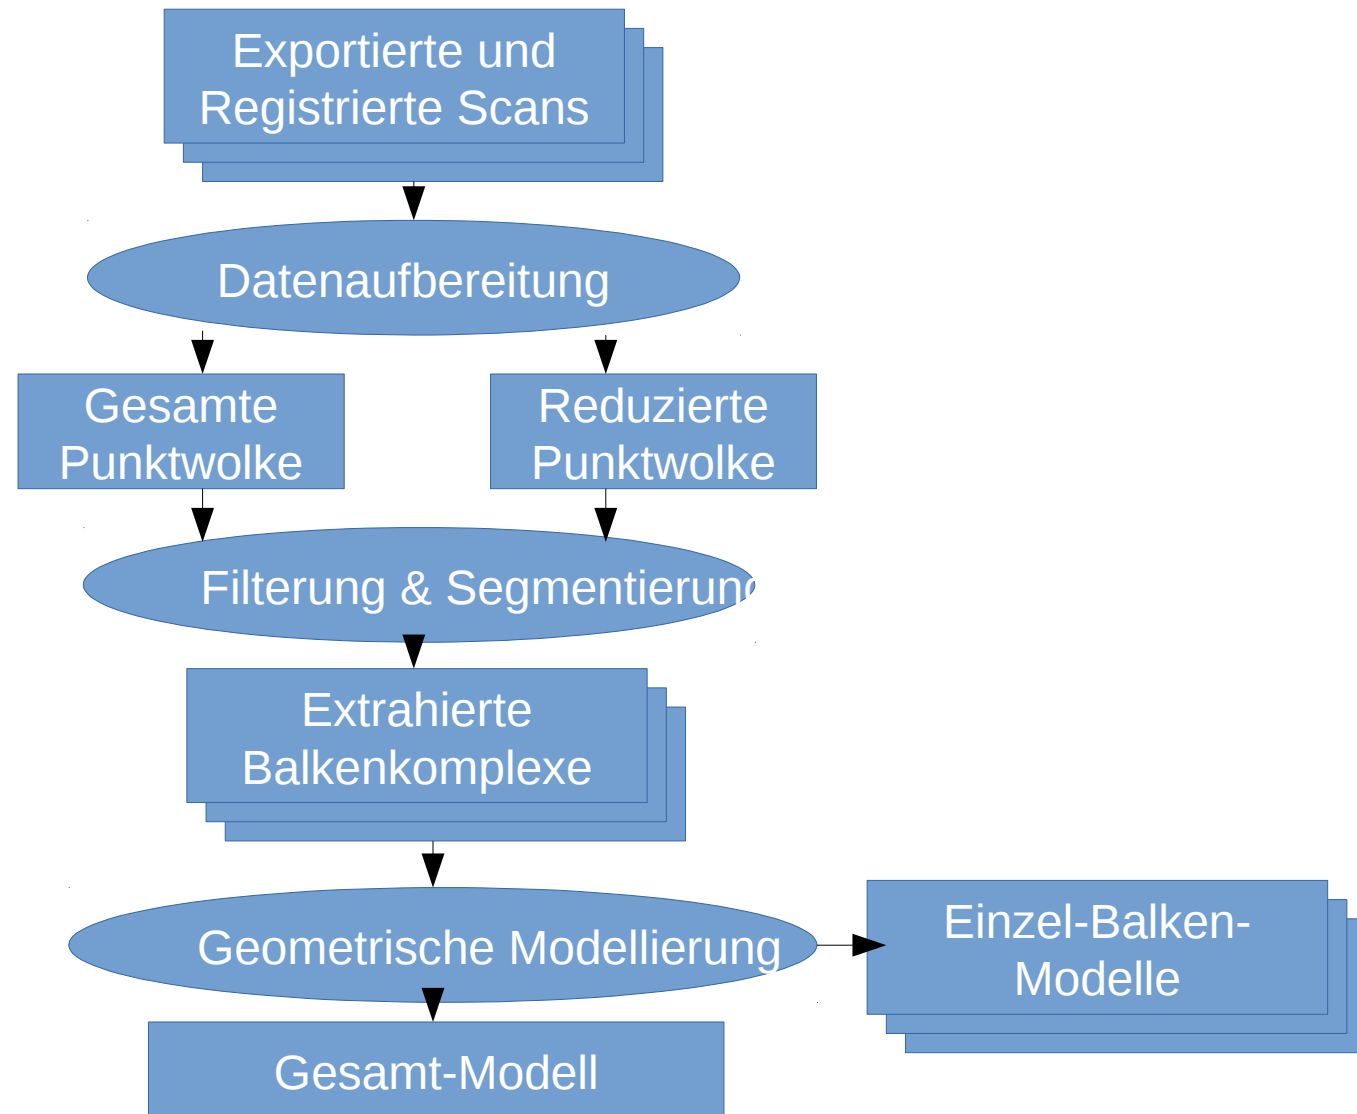 Exportierte und
Registrierte Scans
Datenaufbereitung
Gesamte
Punktwolke
Reduzierte
Punktwolke
Filterung & Segmentierung
Extrahierte
Balkenkomplexe
Geometrische Modellierung
Einzel-Balken-
Modelle
Gesamt-Modell